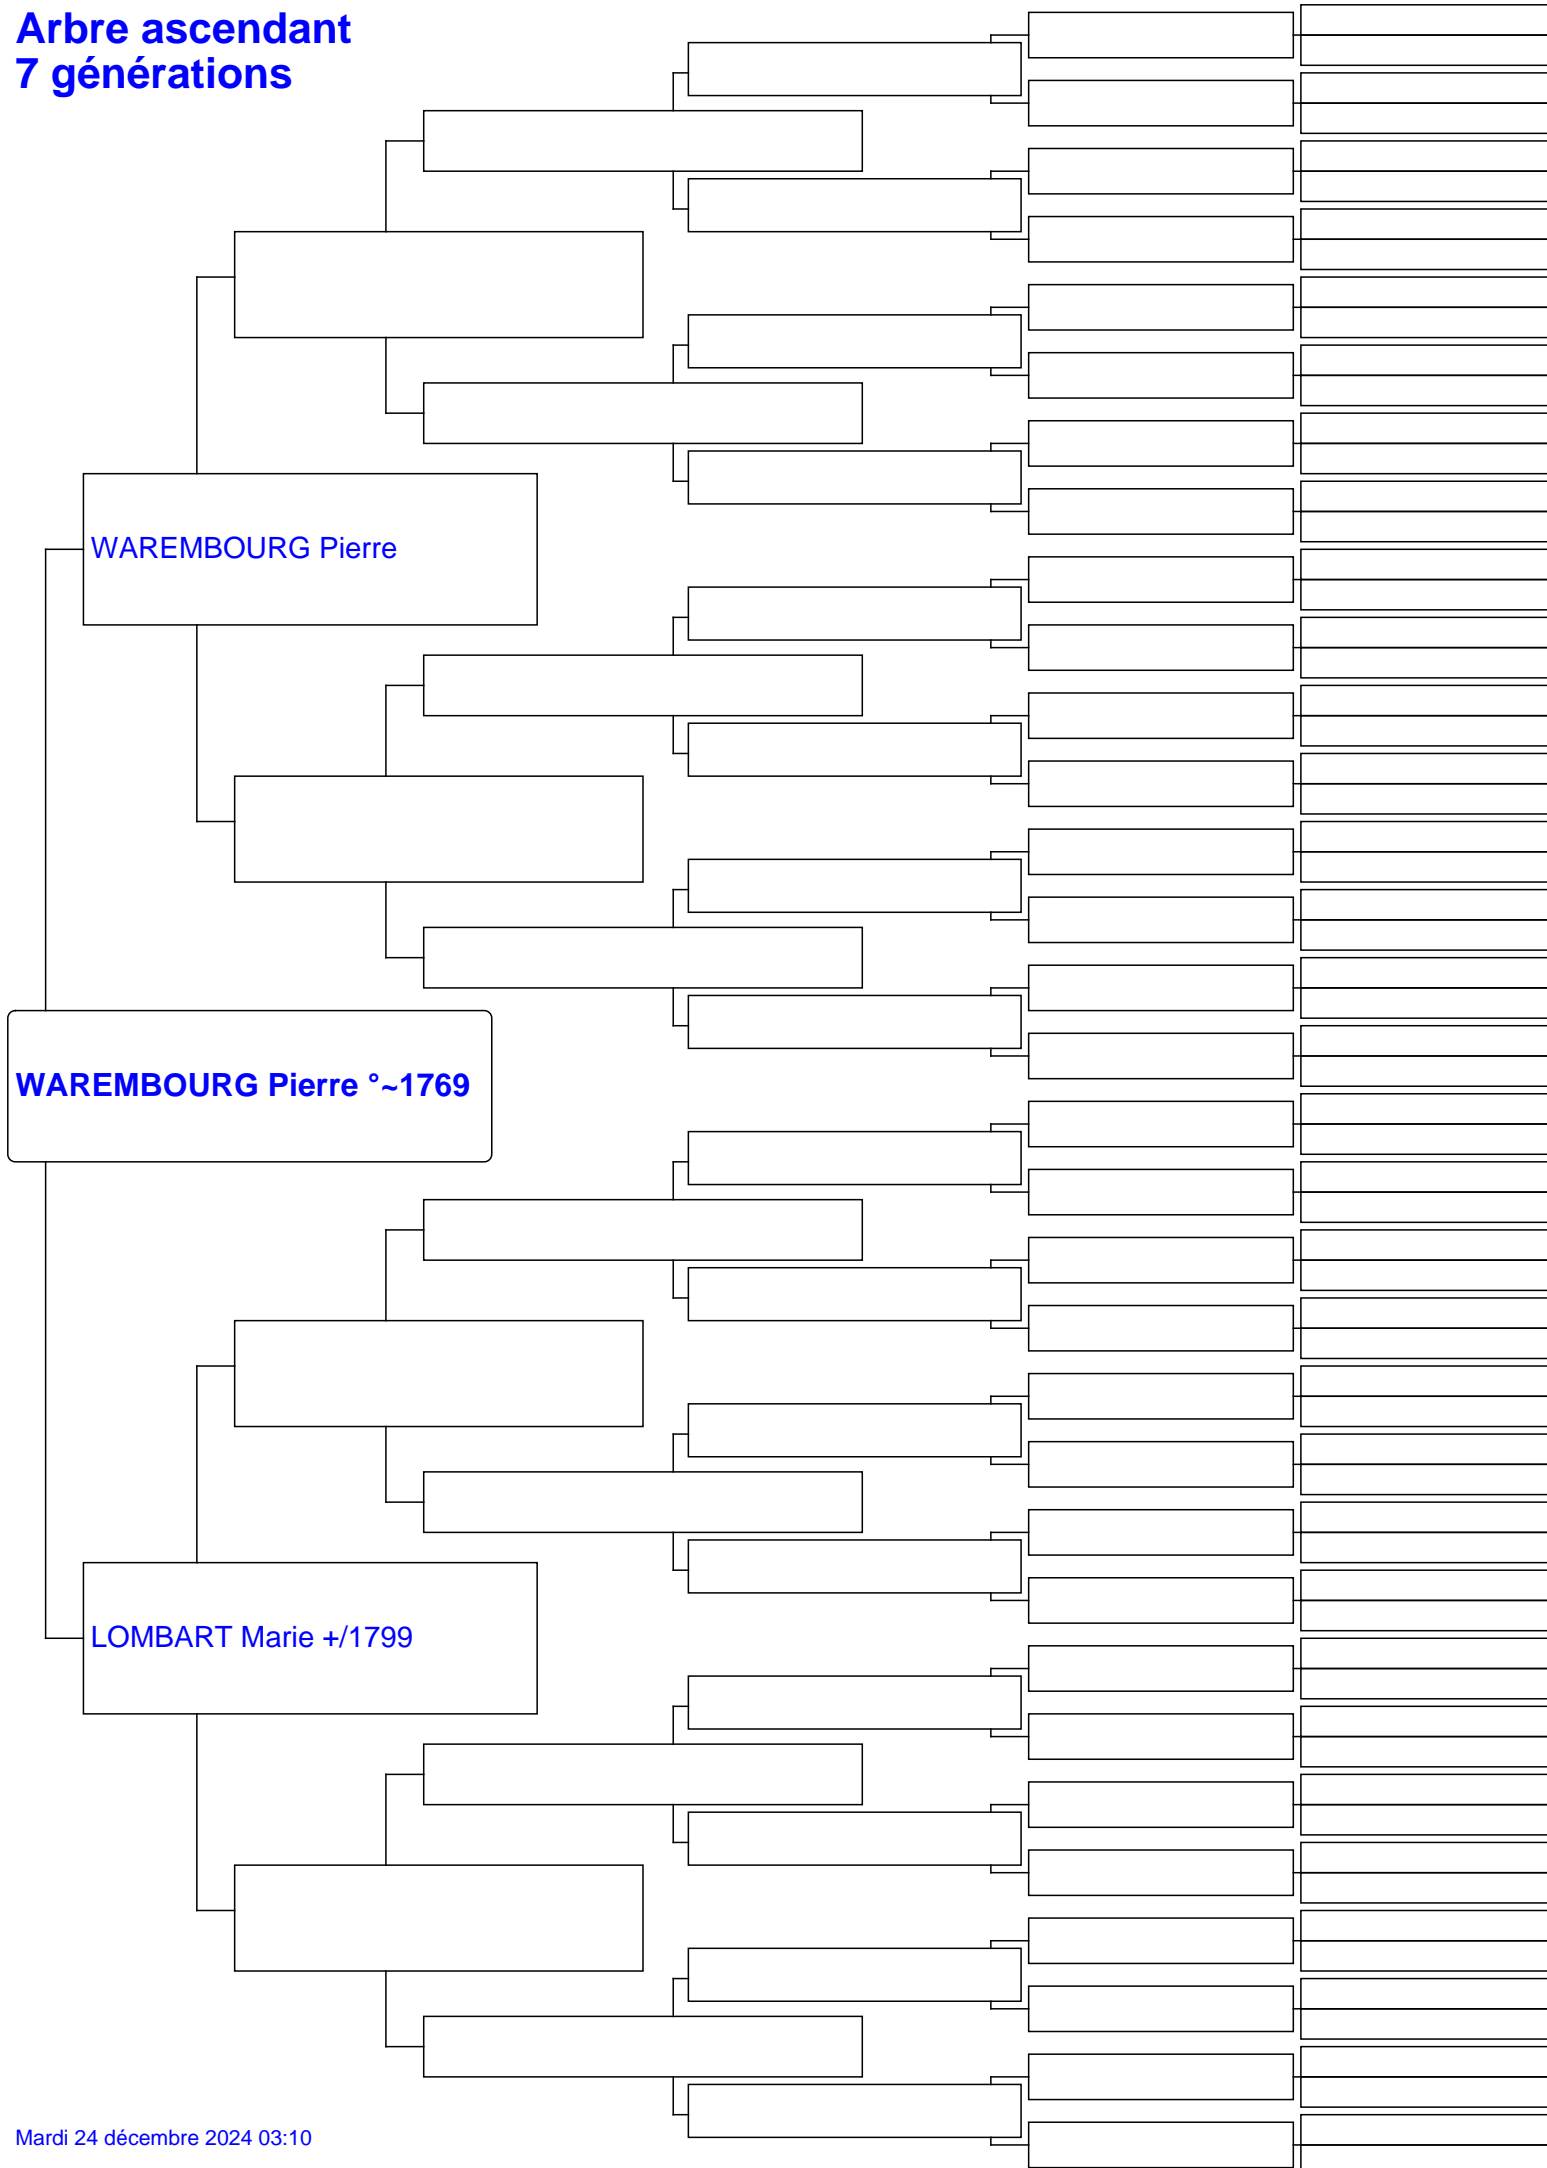 Arbre ascendant
7 générations
WAREMBOURG Pierre
WAREMBOURG Pierre °~1769
LOMBART Marie +/1799
Mardi 24 décembre 2024 03:10